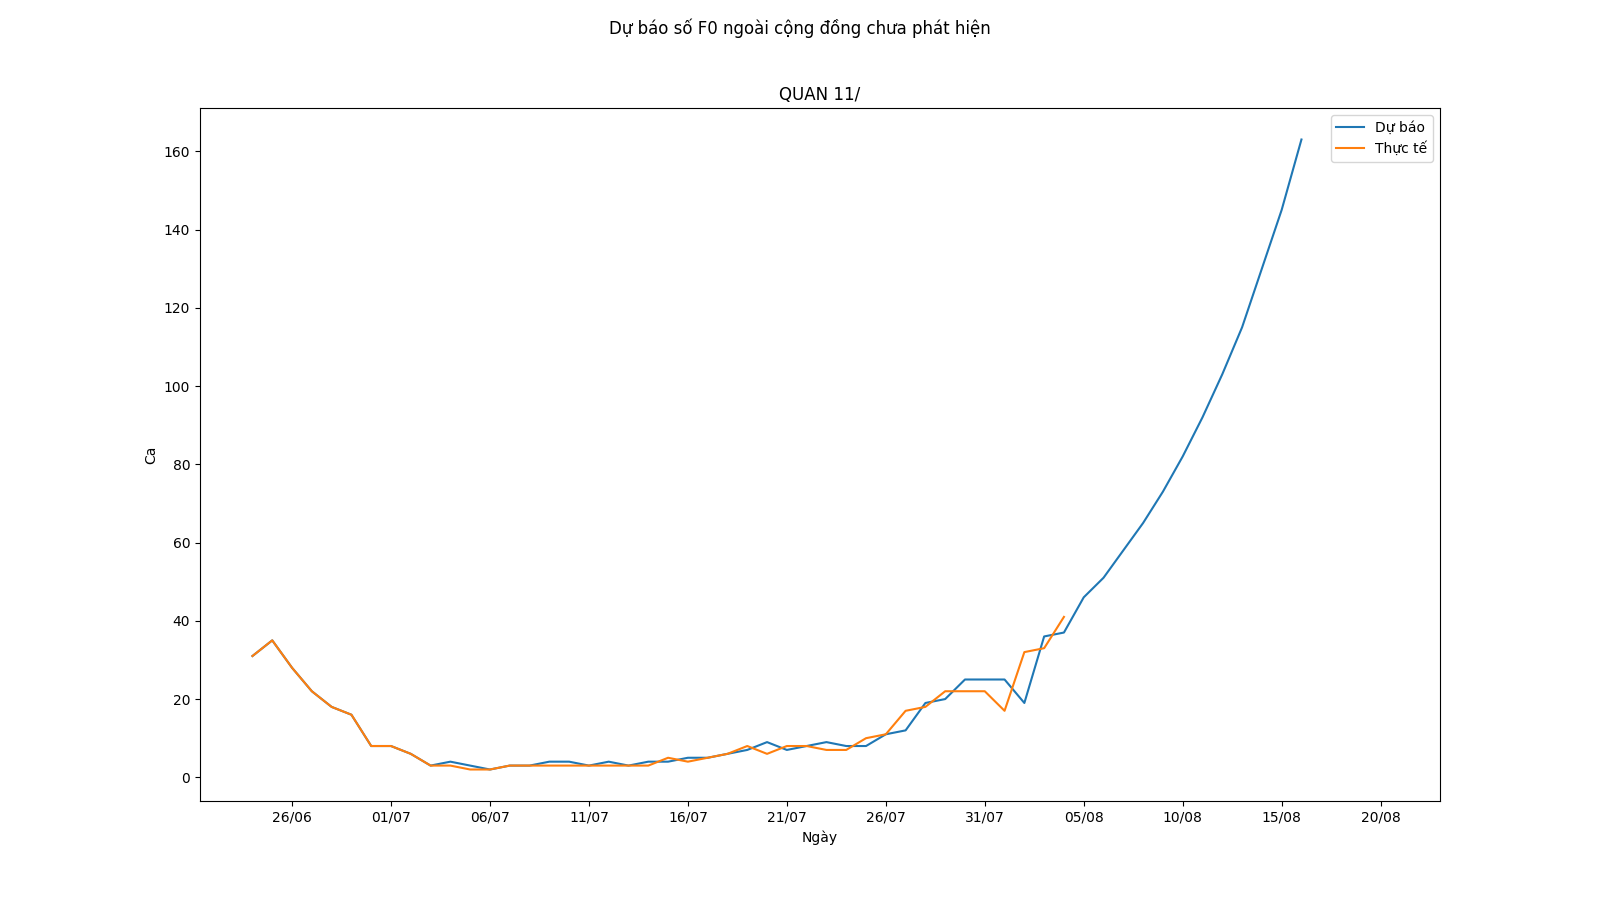 Dự báo số F0 ngoài cộng đồng chưa phát hiện
QUAN 11/
Dự báo
Thực tế
160
140
120
100
80
60
40
20
0
Ca
26/06 01/07 06/07 11/07 16/07 21/07 26/07 31/07 05/08 10/08 15/08 20/08
Ngày